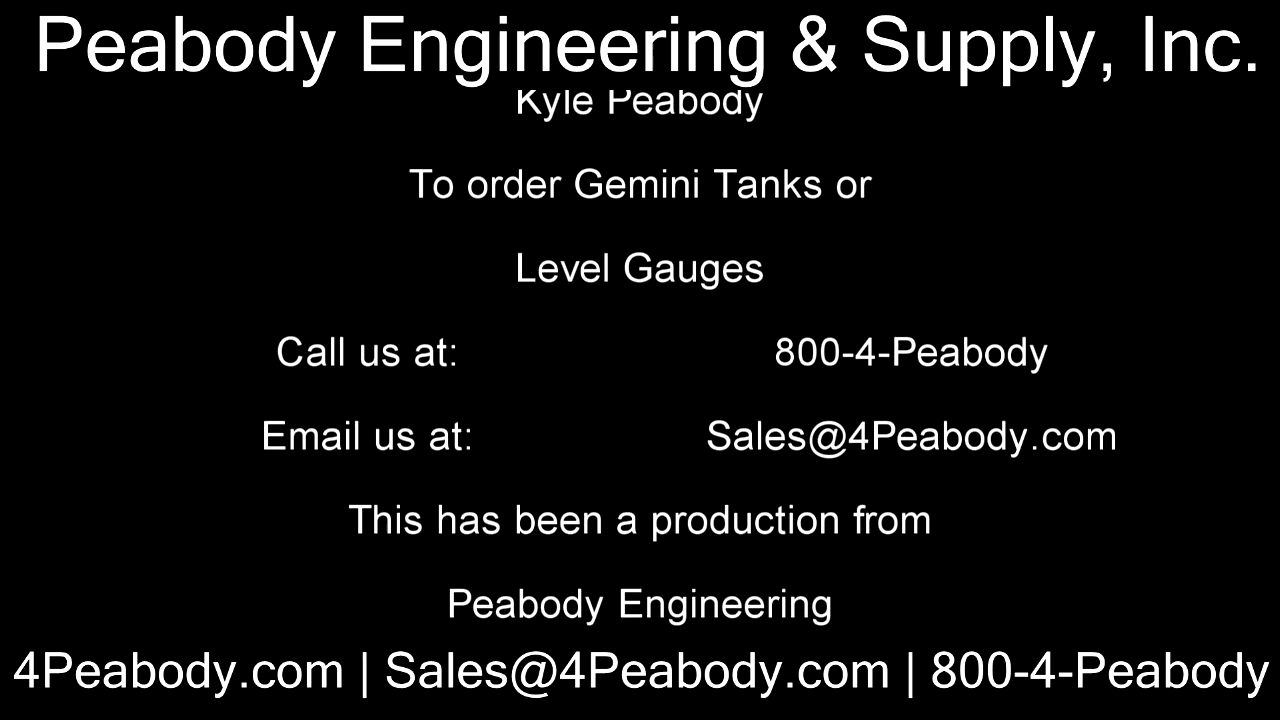 Peabody Engineering & Supply, Inc.
Kyle Peabody
To order Gemini Tanks or
Level Gauges
Call us at: 800-4-Peabody
Email us at: Sales@4Peabody.com
This has been a production from
Peabody Engineering
4Peabody.com | Sales@4Peabody.com | 800-4-Peabody